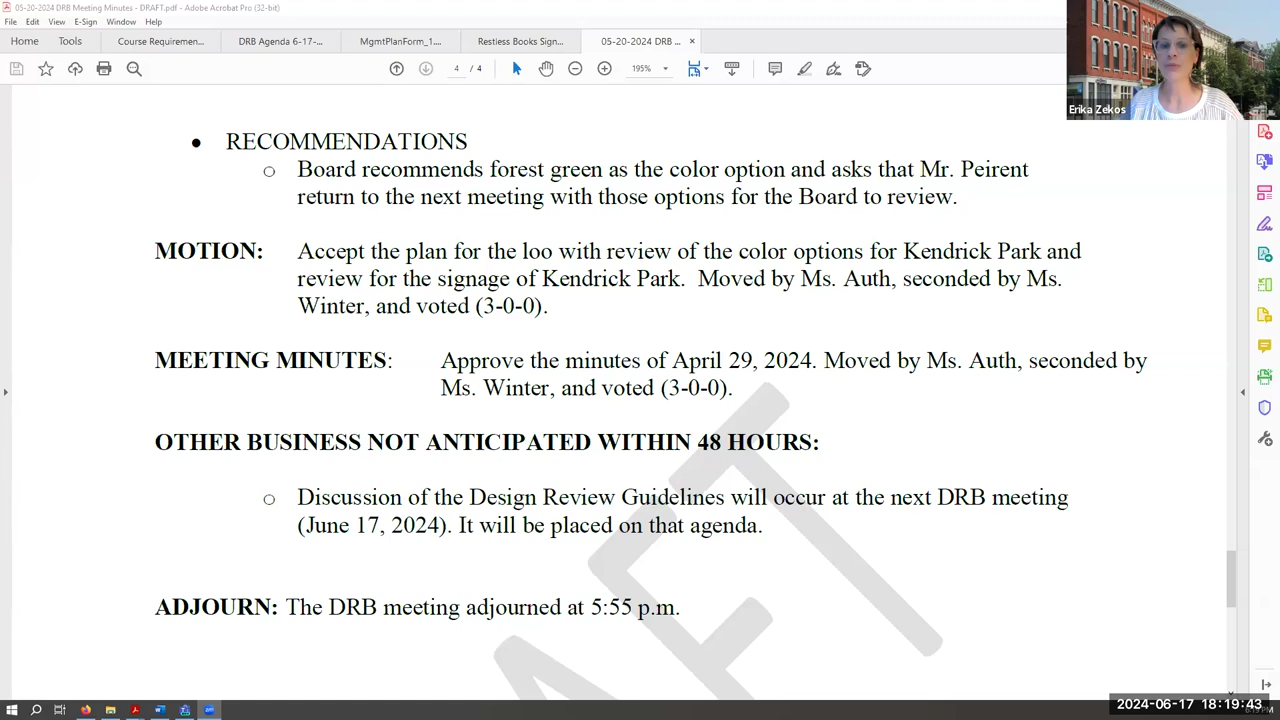 05-20-2024 DRB Meeting Minutes - DRAFT.pdf - Adobe Acrobat Pro (32-bit)
File Edit View E-Sign Window Help
Home Tools Course Requiremen... DRB Agenda 6-17-... MgmtPlanForm_1... Restless Books Sign... 05-20-2024 DRB ... ×
4 / 4 195%
Erika Zekos
• RECOMMENDATIONS
o Board recommends forest green as the color option and asks that Mr. Peirent
return to the next meeting with those options for the Board to review.
MOTION: Accept the plan for the loo with review of the color options for Kendrick Park and
review for the signage of Kendrick Park. Moved by Ms. Auth, seconded by Ms.
Winter, and voted (3-0-0).
MEETING MINUTES: Approve the minutes of April 29, 2024. Moved by Ms. Auth, seconded by
Ms. Winter, and voted (3-0-0).
OTHER BUSINESS NOT ANTICIPATED WITHIN 48 HOURS:
o Discussion of the Design Review Guidelines will occur at the next DRB meeting
(June 17, 2024). It will be placed on that agenda.
ADJOURN: The DRB meeting adjourned at 5:55 p.m.
2024-06-17 18:19:43